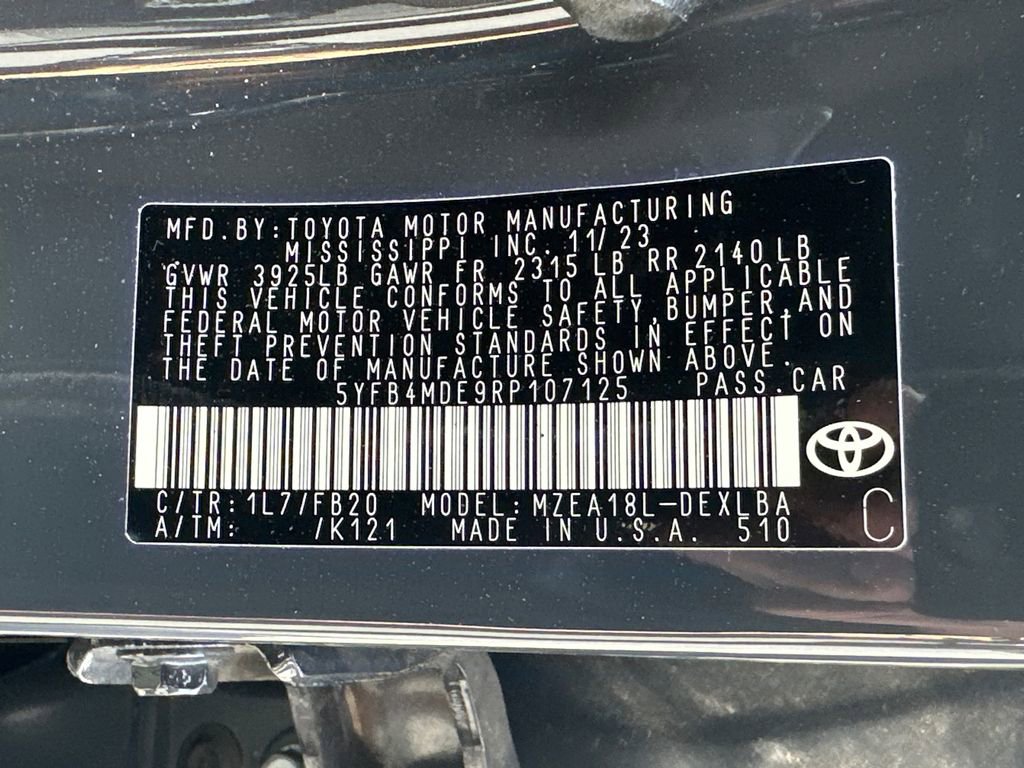 MFD.BY:TOYOTA MOTOR MANUFACTURING
MISSISSIPPI INC. 11/23
GVWR 3925LB GAWR FR 2315 LB RR 2140 LB
THIS VEHICLE CONFORMS TO ALL APPLICABLE
FEDERAL MOTOR VEHICLE SAFETY,BUMPER,AND
THEFT PREVENTION STANDARDS IN EFFECT ON
THE DATE OF MANUFACTURE SHOWN ABOVE.
5YFB4MDE9RP107125 PASS.CAR
C/TR:1L7/FB20 MODEL:MZEA18L-DEXLBA
A/TM: /K121 MADE IN U.S.A. 510
C